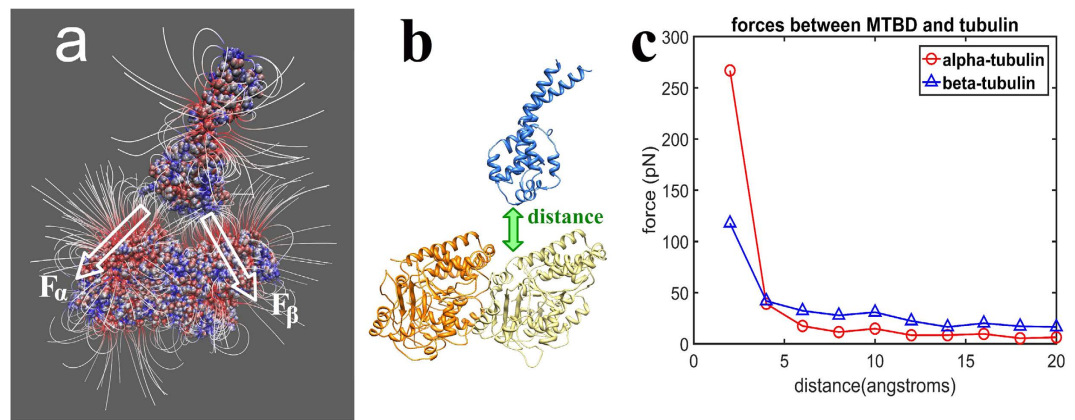 a
Fα
Fβ
b
distance
c
forces between MTBD and tubulin
alpha-tubulin
beta-tubulin
force (pN)
300
250
200
150
100
50
0
0
5
10
15
20
distance(angstroms)